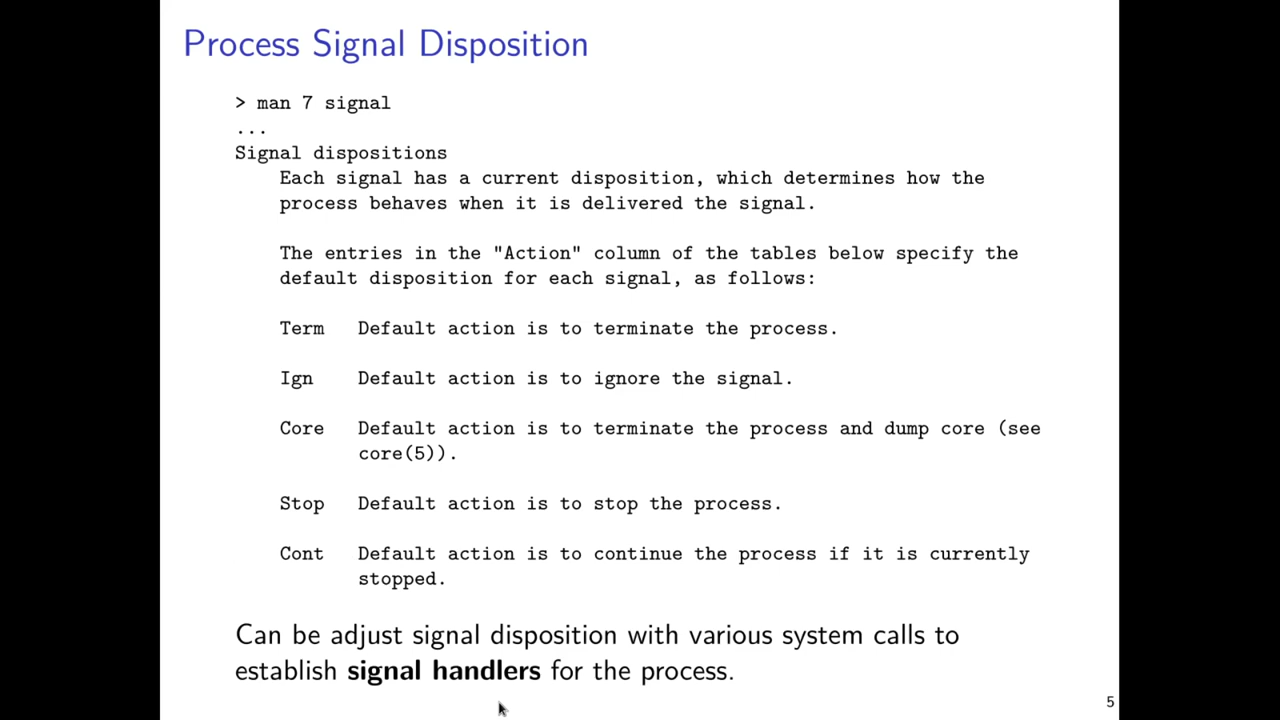 Process Signal Disposition
> man 7 signal
...
Signal dispositions
Each signal has a current disposition, which determines how the
process behaves when it is delivered the signal.
The entries in the "Action" column of the tables below specify the
default disposition for each signal, as follows:
Term   Default action is to terminate the process.
Ign    Default action is to ignore the signal.
Core   Default action is to terminate the process and dump core (see
core(5)).
Stop   Default action is to stop the process.
Cont   Default action is to continue the process if it is currently
stopped.
Can be adjust signal disposition with various system calls to
establish signal handlers for the process.
5